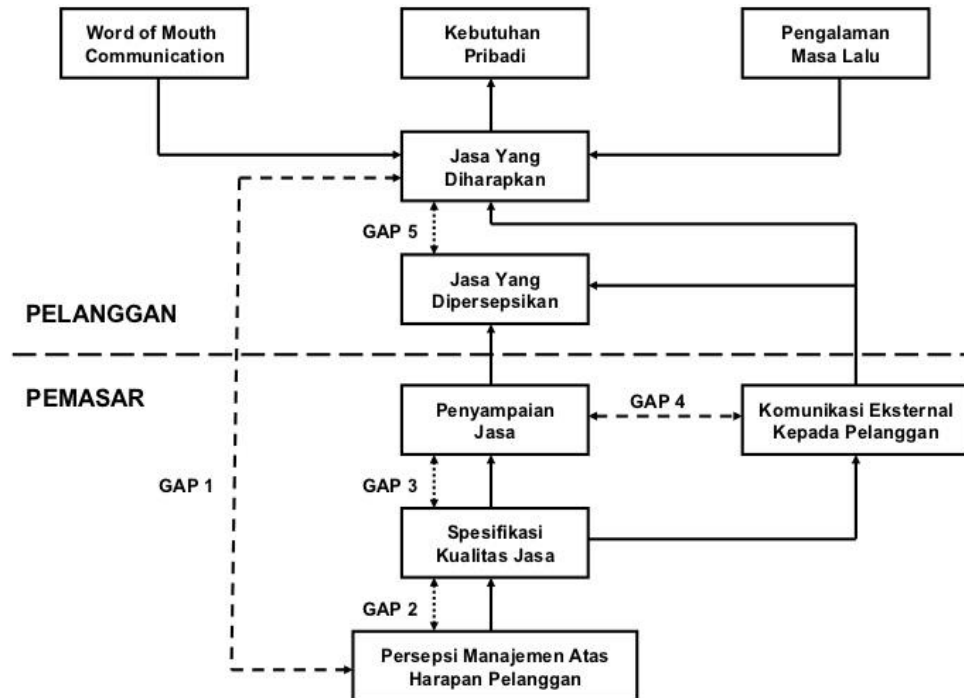 Word of Mouth
Communication
Kebutuhan
Pribadi
Pengalaman
Masa Lalu
Jasa Yang
Diharapkan
GAP 5
Jasa Yang
Dipersepsikan
PELANGGAN
PEMASAR
Penyampaian
Jasa
GAP 4
Komunikasi Eksternal
Kepada Pelanggan
GAP 1
GAP 3
Spesifikasi
Kualitas Jasa
GAP 2
Persepsi Manajemen Atas
Harapan Pelanggan